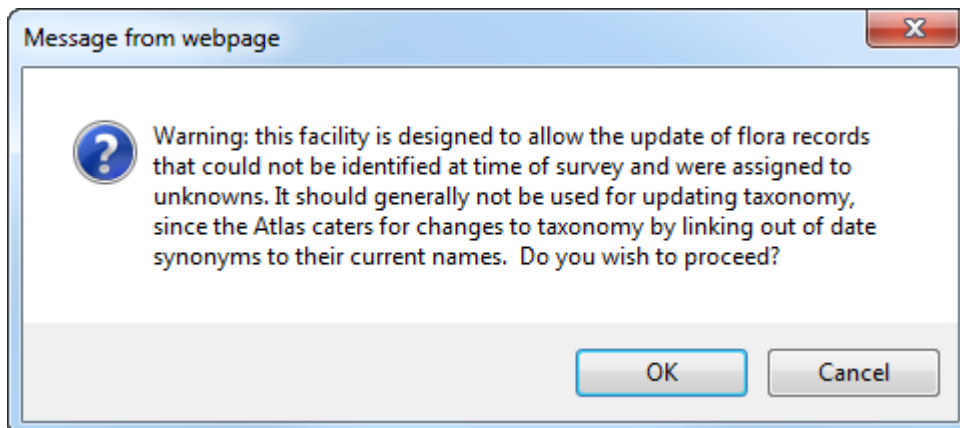 Message from webpage
Warning: this facility is designed to allow the update of flora records
that could not be identified at time of survey and were assigned to
unknowns. It should generally not be used for updating taxonomy,
since the Atlas caters for changes to taxonomy by linking out of date
synonyms to their current names.  Do you wish to proceed?
OK
Cancel